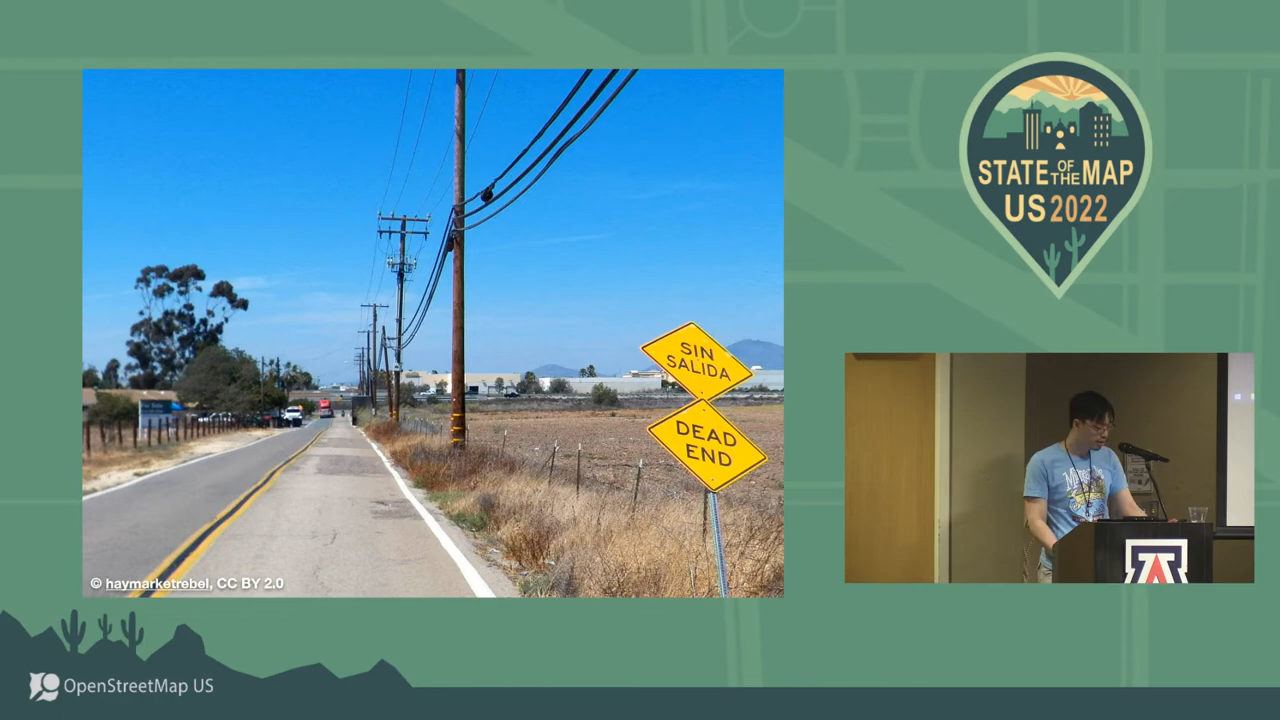 STATE OF THE MAP
US 2022
SIN
SALIDA
DEAD
END
© haymarketrebel, CC BY 2.0
OpenStreetMap US